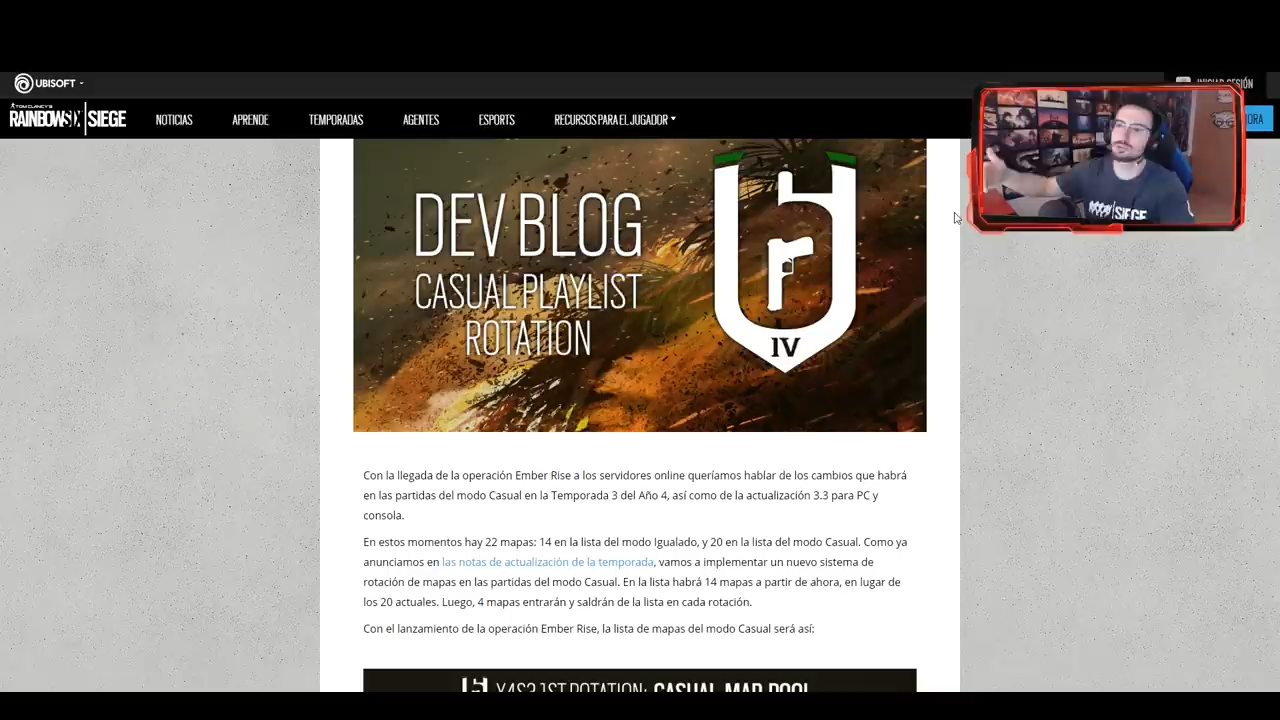 UBISOFT
INICIAR SESIÓN
TOM CLANCY'S
RAINBOW SIX | SIEGE
NOTICIAS
APRENDE
TEMPORADAS
AGENTES
ESPORTS
RECURSOS PARA EL JUGADOR
SIEGE
DEV BLOG
CASUAL PLAYLIST
ROTATION
IV
Con la llegada de la operación Ember Rise a los servidores online queríamos hablar de los cambios que habrá
en las partidas del modo Casual en la Temporada 3 del Año 4, así como de la actualización 3.3 para PC y
consola.
En estos momentos hay 22 mapas: 14 en la lista del modo Igualado, y 20 en la lista del modo Casual. Como ya
anunciamos en las notas de actualización de la temporada, vamos a implementar un nuevo sistema de
rotación de mapas en las partidas del modo Casual. En la lista habrá 14 mapas a partir de ahora, en lugar de
los 20 actuales. Luego, 4 mapas entrarán y saldrán de la lista en cada rotación.
Con el lanzamiento de la operación Ember Rise, la lista de mapas del modo Casual será así:
Y4S3 1ST ROTATION: CASUAL MAP POOL